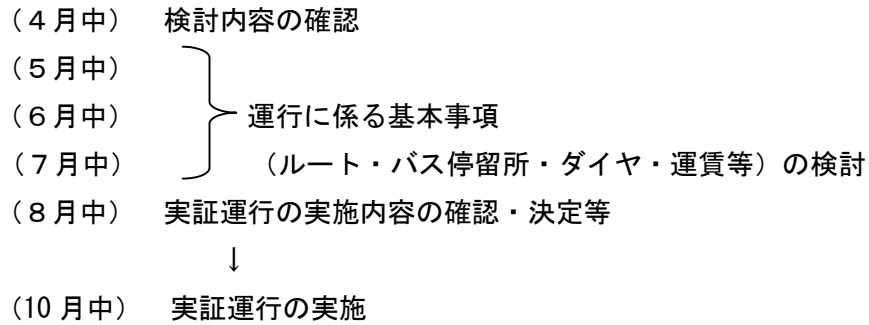 （４月中）　検討内容の確認
（５月中）
（６月中）　運行に係る基本事項
（７月中）　（ルート・バス停留所・ダイヤ・運賃等）の検討
（８月中）　実証運行の実施内容の確認・決定等
↓
（10 月中）　実証運行の実施